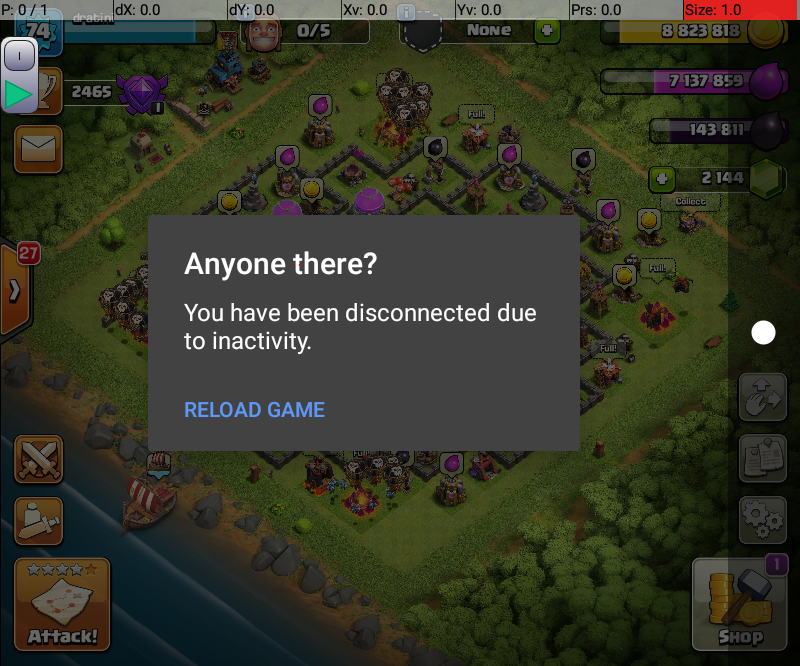 P: 0 / 1 dX: 0.0 dY: 0.0 Xv: 0.0 Yv: 0.0 Prs: 0.0 Size: 1.0
dratini
74 0/5 None 8 823 818
2465 7 137 859
Full!
143 811
2 144
Collect
27
Full!
Anyone there?
You have been disconnected due
to inactivity.
Full!
RELOAD GAME
1
Attack!
Shop